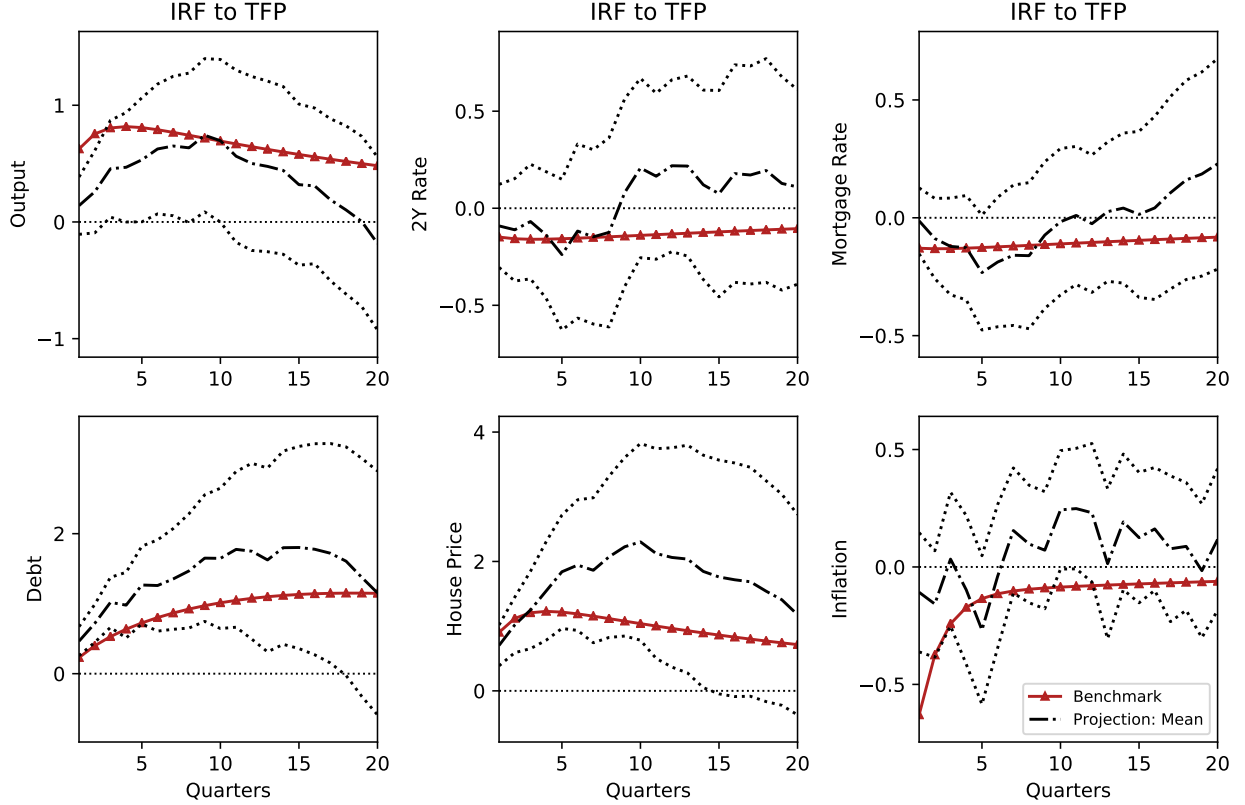 IRF to TFP
IRF to TFP
IRF to TFP
Output
1
0
−1
5
10
15
20
2Y Rate
0.5
0.0
−0.5
5
10
15
20
Mortgage Rate
0.5
0.0
−0.5
5
10
15
20
Debt
2
0
5
10
15
20
Quarters
House Price
4
2
0
5
10
15
20
Quarters
Inflation
0.5
0.0
−0.5
Benchmark
Projection: Mean
5
10
15
20
Quarters